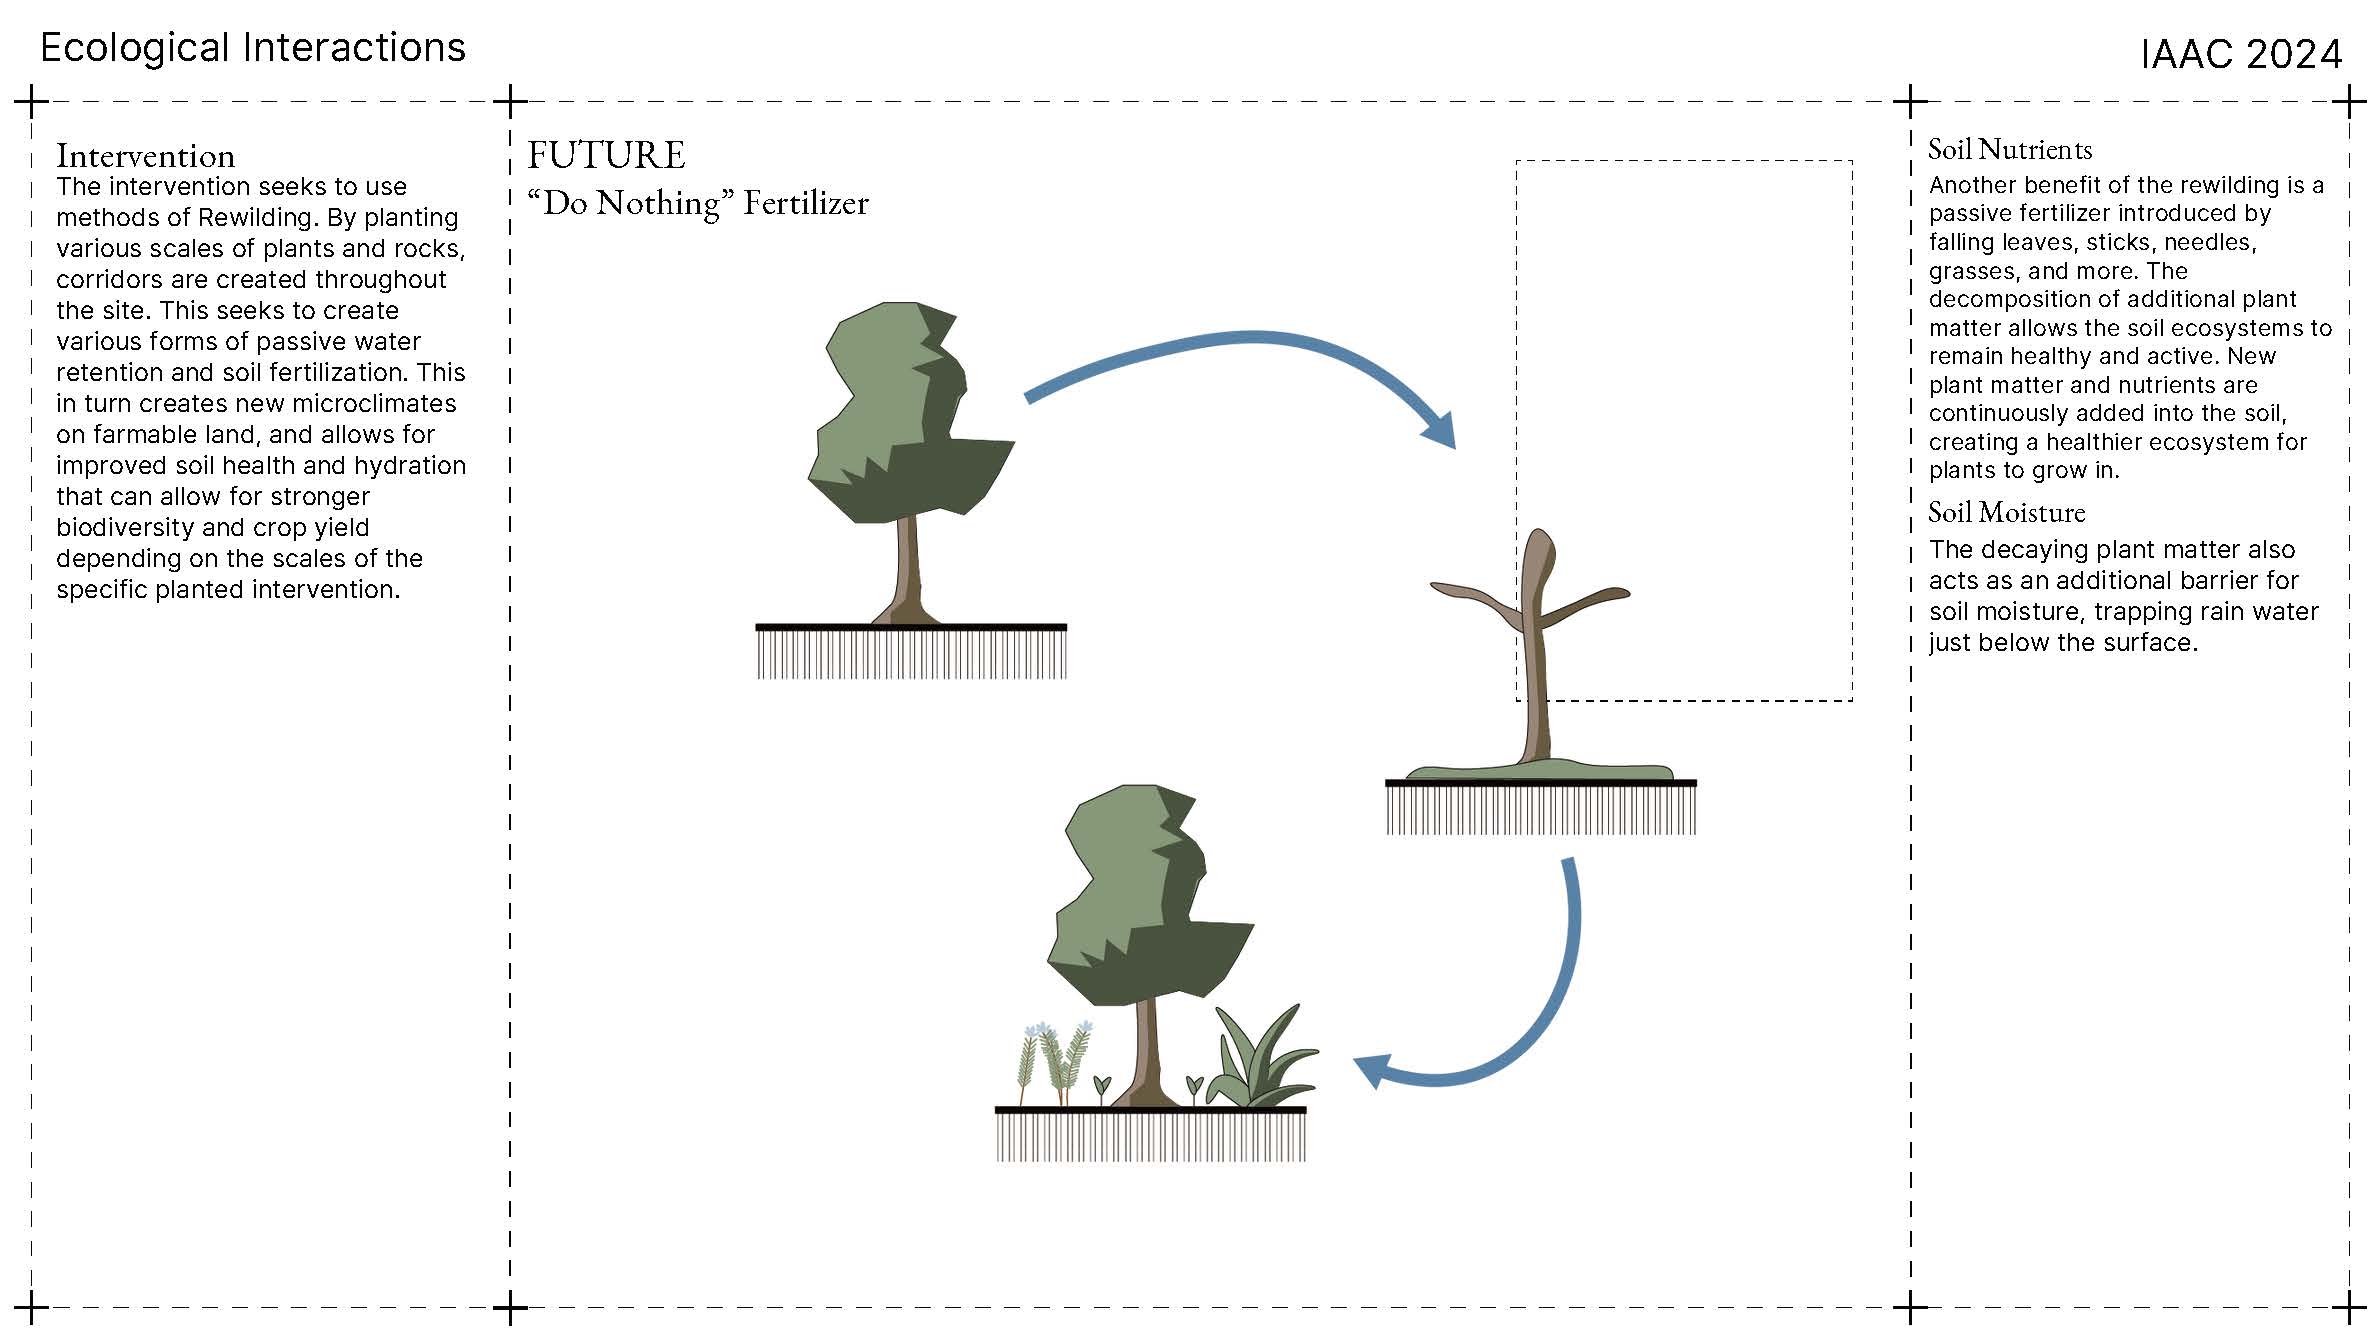 Ecological Interactions
IAAC 2024
Intervention
The intervention seeks to use
methods of Rewilding. By planting
various scales of plants and rocks,
corridors are created throughout
the site. This seeks to create
various forms of passive water
retention and soil fertilization. This
in turn creates new microclimates
on farmable land, and allows for
improved soil health and hydration
that can allow for stronger
biodiversity and crop yield
depending on the scales of the
specific planted intervention.
FUTURE
“Do Nothing” Fertilizer
Soil Nutrients
Another benefit of the rewilding is a
passive fertilizer introduced by
falling leaves, sticks, needles,
grasses, and more. The
decomposition of additional plant
matter allows the soil ecosystems to
remain healthy and active. New
plant matter and nutrients are
continuously added into the soil,
creating a healthier ecosystem for
plants to grow in.
Soil Moisture
The decaying plant matter also
acts as an additional barrier for
soil moisture, trapping rain water
just below the surface.